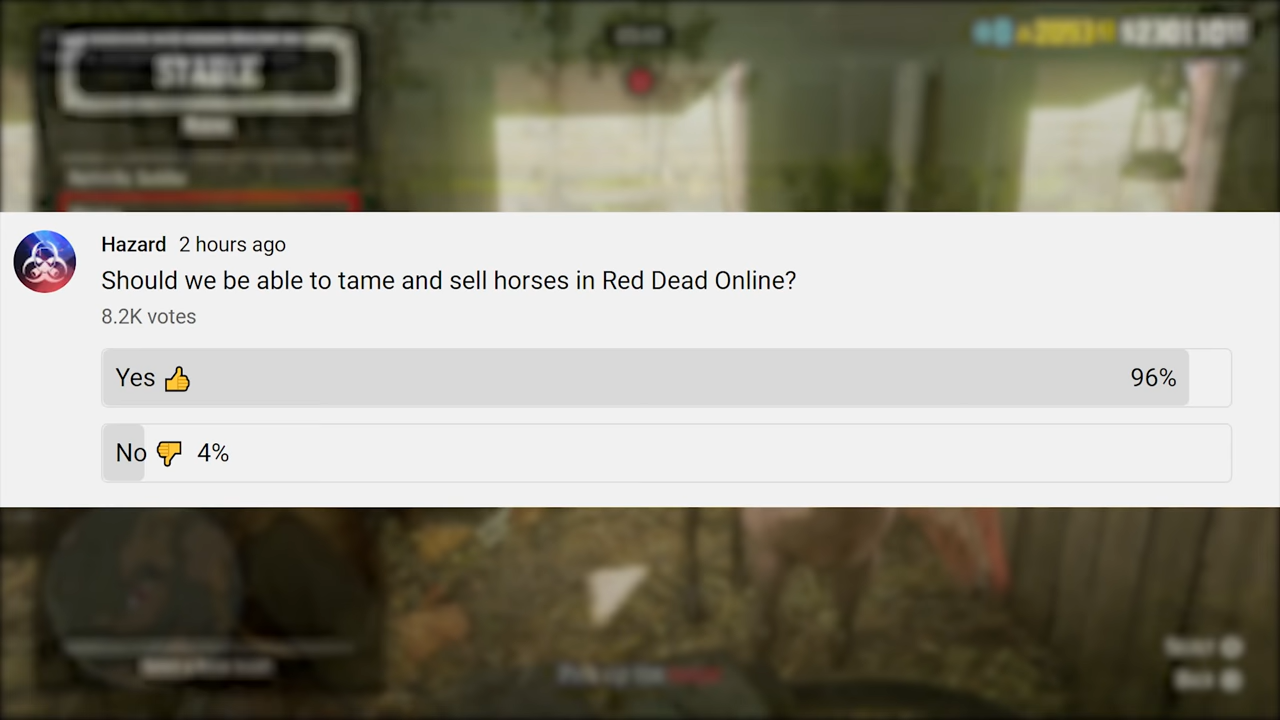 STABLE
Hazard 2 hours ago
Should we be able to tame and sell horses in Red Dead Online?
8.2K votes
Yes 👍 96%
No 👎 4%